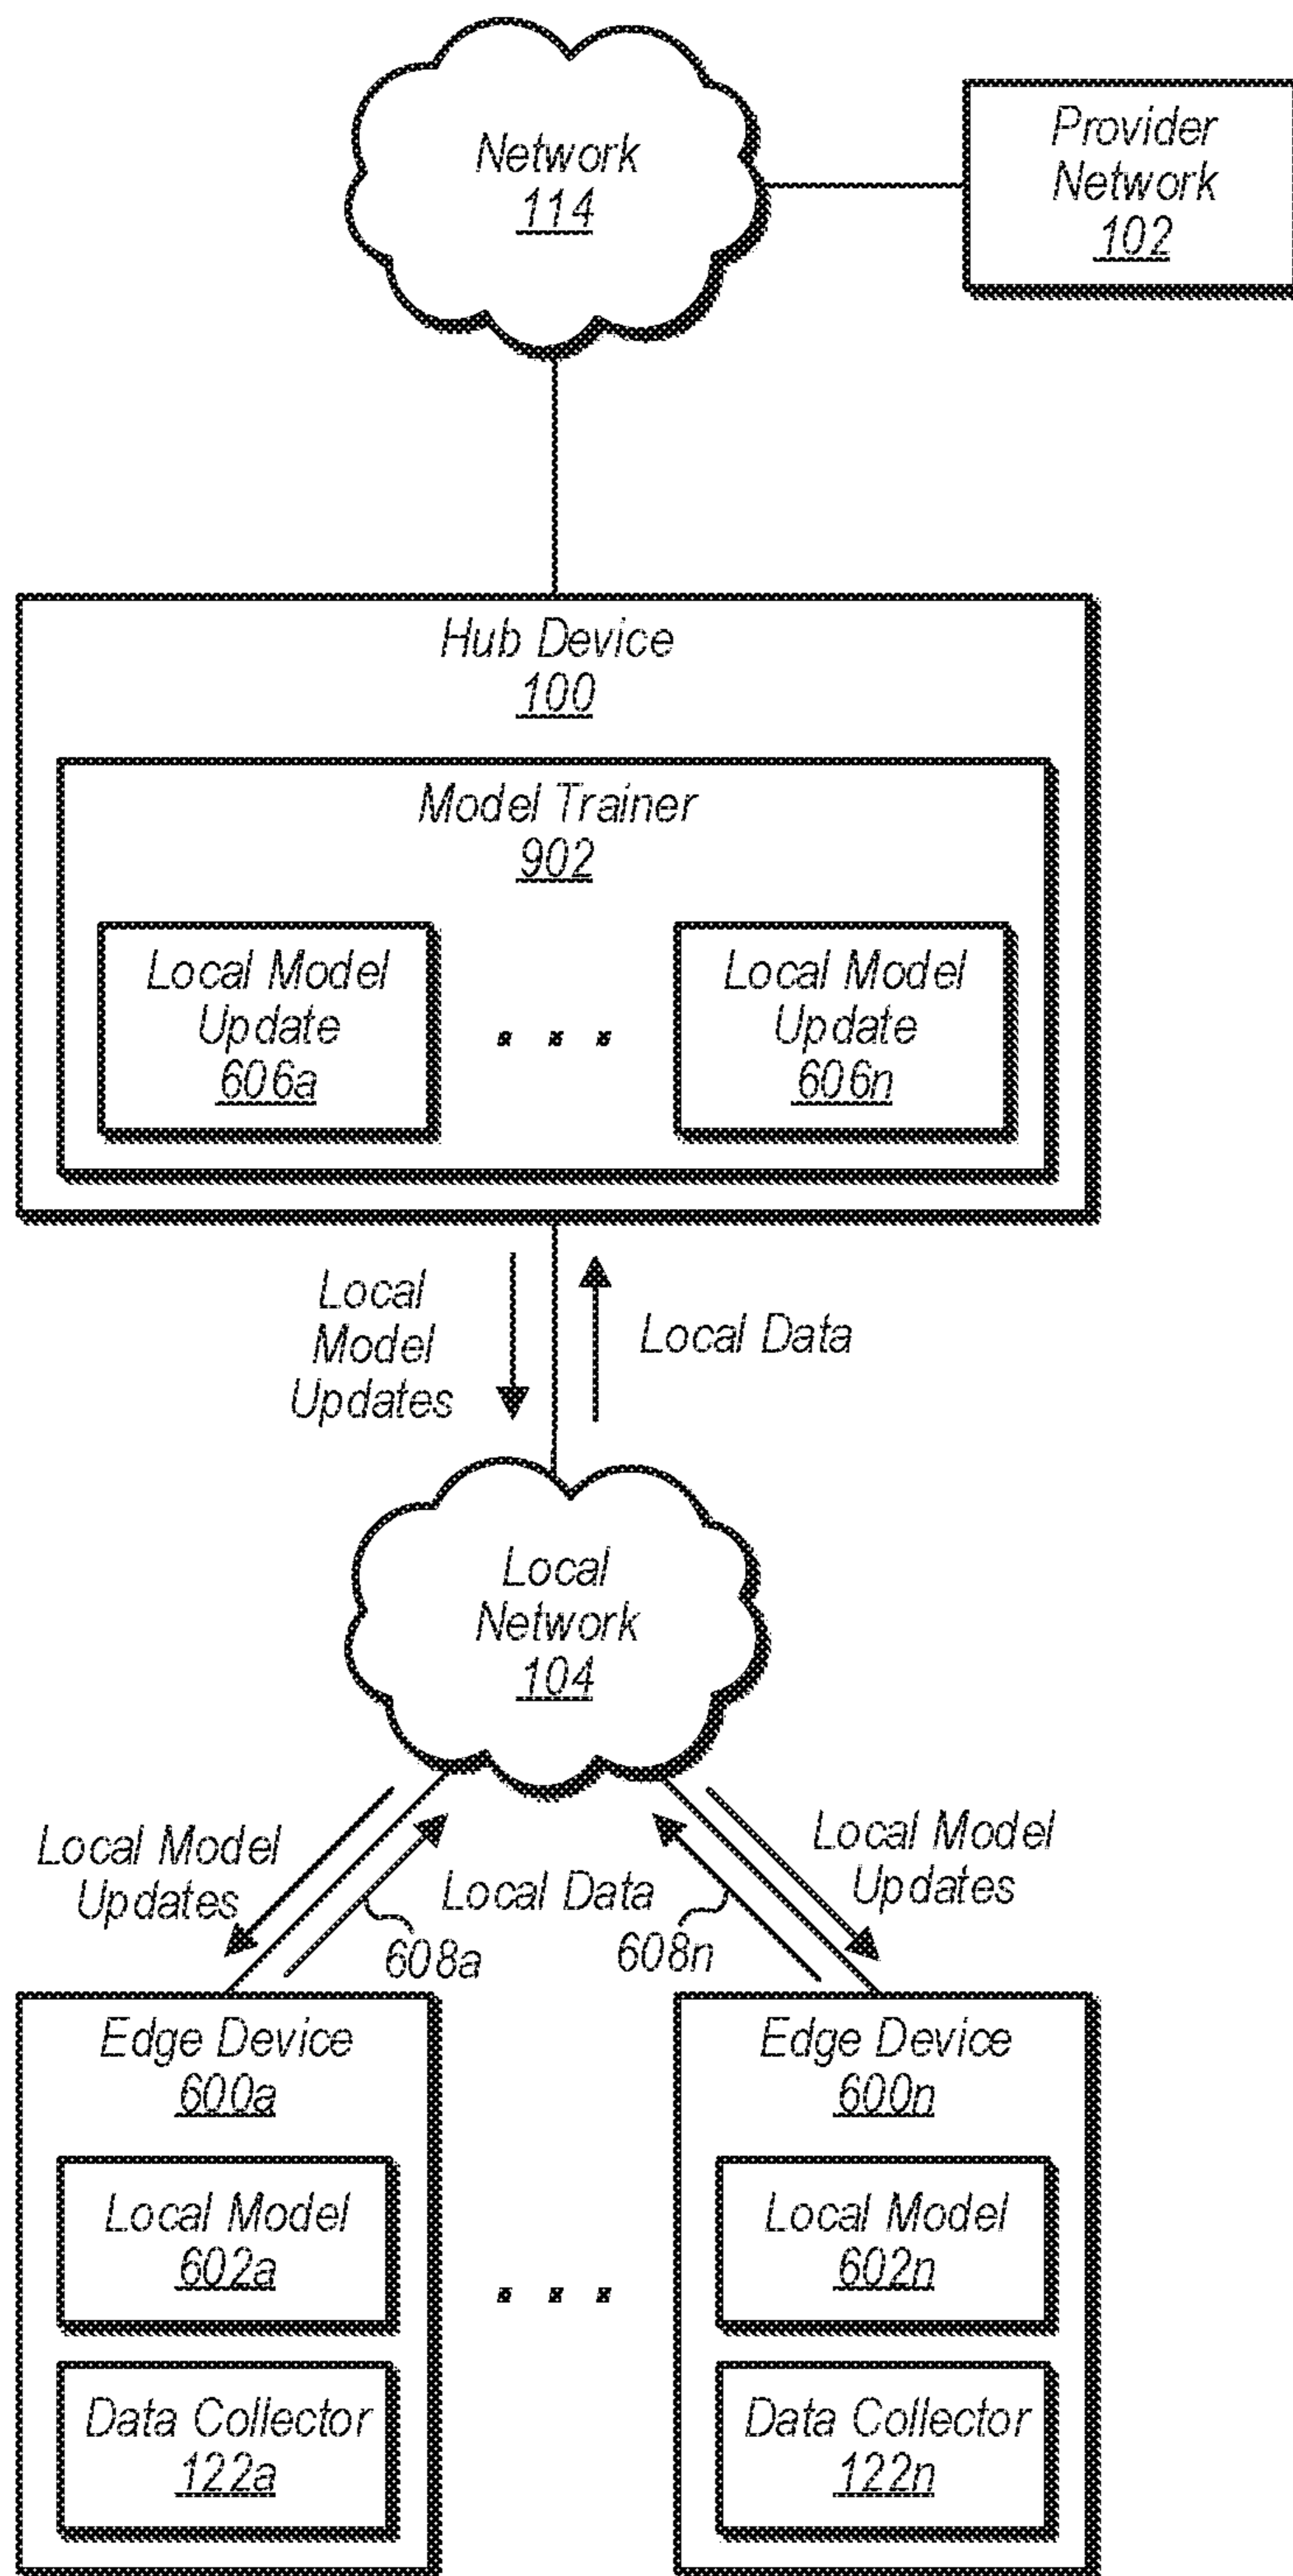 Network
114
Provider
Network
102
Hub Device
100
Model Trainer
902
Local Model
Update
606a
Local Model
Update
606n
Local
Model
Updates
Local Data
Local
Network
104
Local Model
Updates
Local Data
608a
608n
Local Model
Updates
Edge Device
600a
Local Model
602a
Data Collector
122a
Edge Device
600n
Local Model
602n
Data Collector
122n